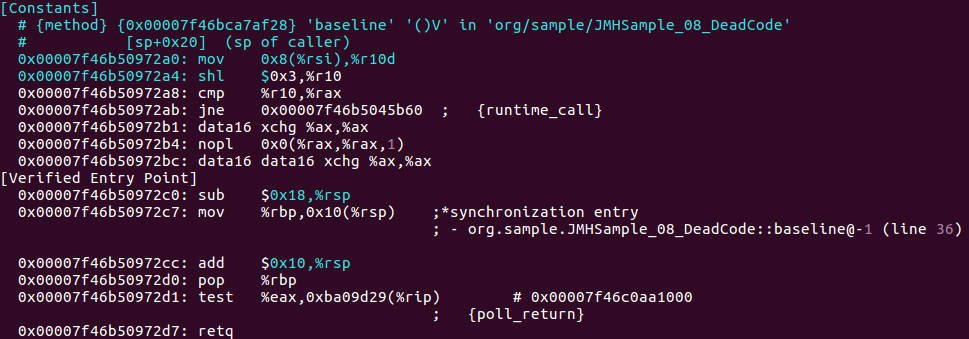 [Constants]
  # {method} {0x00007f46bca7af28} 'baseline' '()V' in 'org/sample/JMHSample_08_DeadCode'
  #           [sp+0x20]  (sp of caller)
  0x00007f46b50972a0: mov    0x8(%rsi),%r10d
  0x00007f46b50972a4: shl    $0x3,%r10
  0x00007f46b50972a8: cmp    %r10,%rax
  0x00007f46b50972ab: jne    0x00007f46b5045b60  ;   {runtime_call}
  0x00007f46b50972b1: data16 xchg %ax,%ax
  0x00007f46b50972b4: nopl   0x0(%rax,%rax,1)
  0x00007f46b50972bc: data16 data16 xchg %ax,%ax
[Verified Entry Point]
  0x00007f46b50972c0: sub    $0x18,%rsp
  0x00007f46b50972c7: mov    %rbp,0x10(%rsp)    ;*synchronization entry
                                                ; - org.sample.JMHSample_08_DeadCode::baseline@-1 (line 36)
  0x00007f46b50972cc: add    $0x10,%rsp
  0x00007f46b50972d0: pop    %rbp
  0x00007f46b50972d1: test   %eax,0xba09d29(%rip)        # 0x00007f46c0aa1000
                                                ;   {poll_return}
  0x00007f46b50972d7: retq